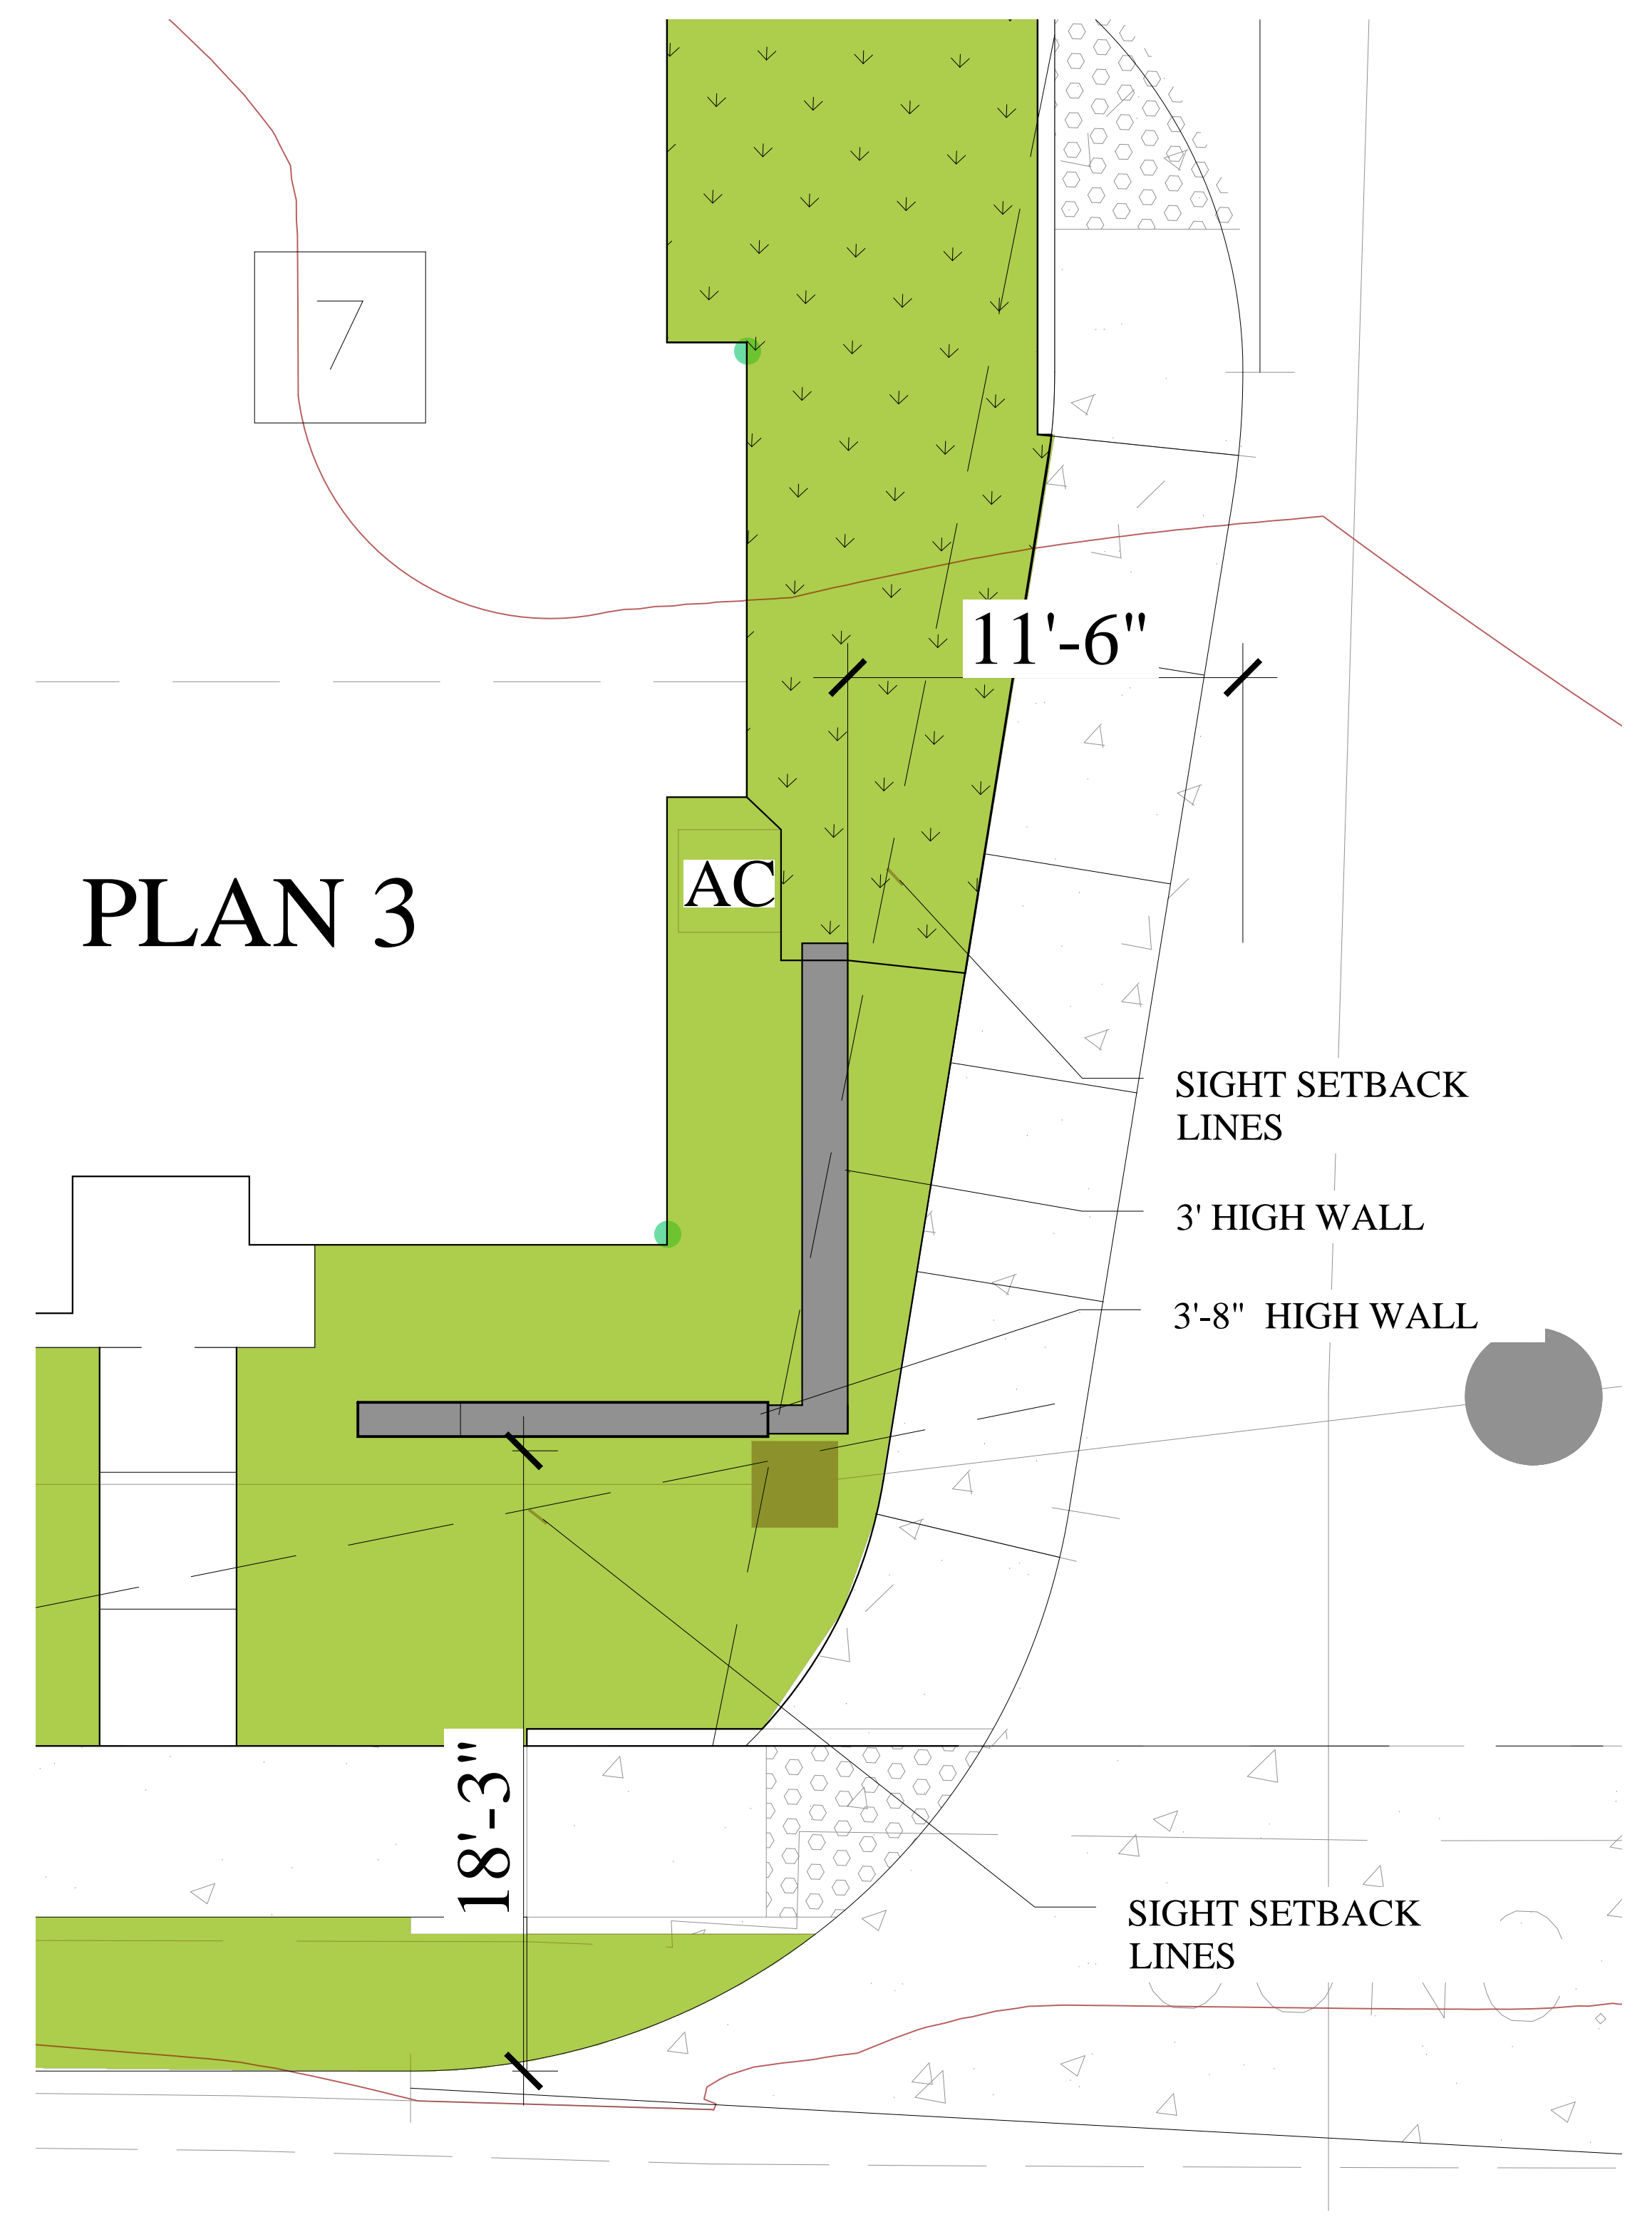 7
11'-6"
AC
PLAN 3
SIGHT SETBACK
LINES
3' HIGH WALL
3'-8" HIGH WALL
18'-3"
SIGHT SETBACK
LINES